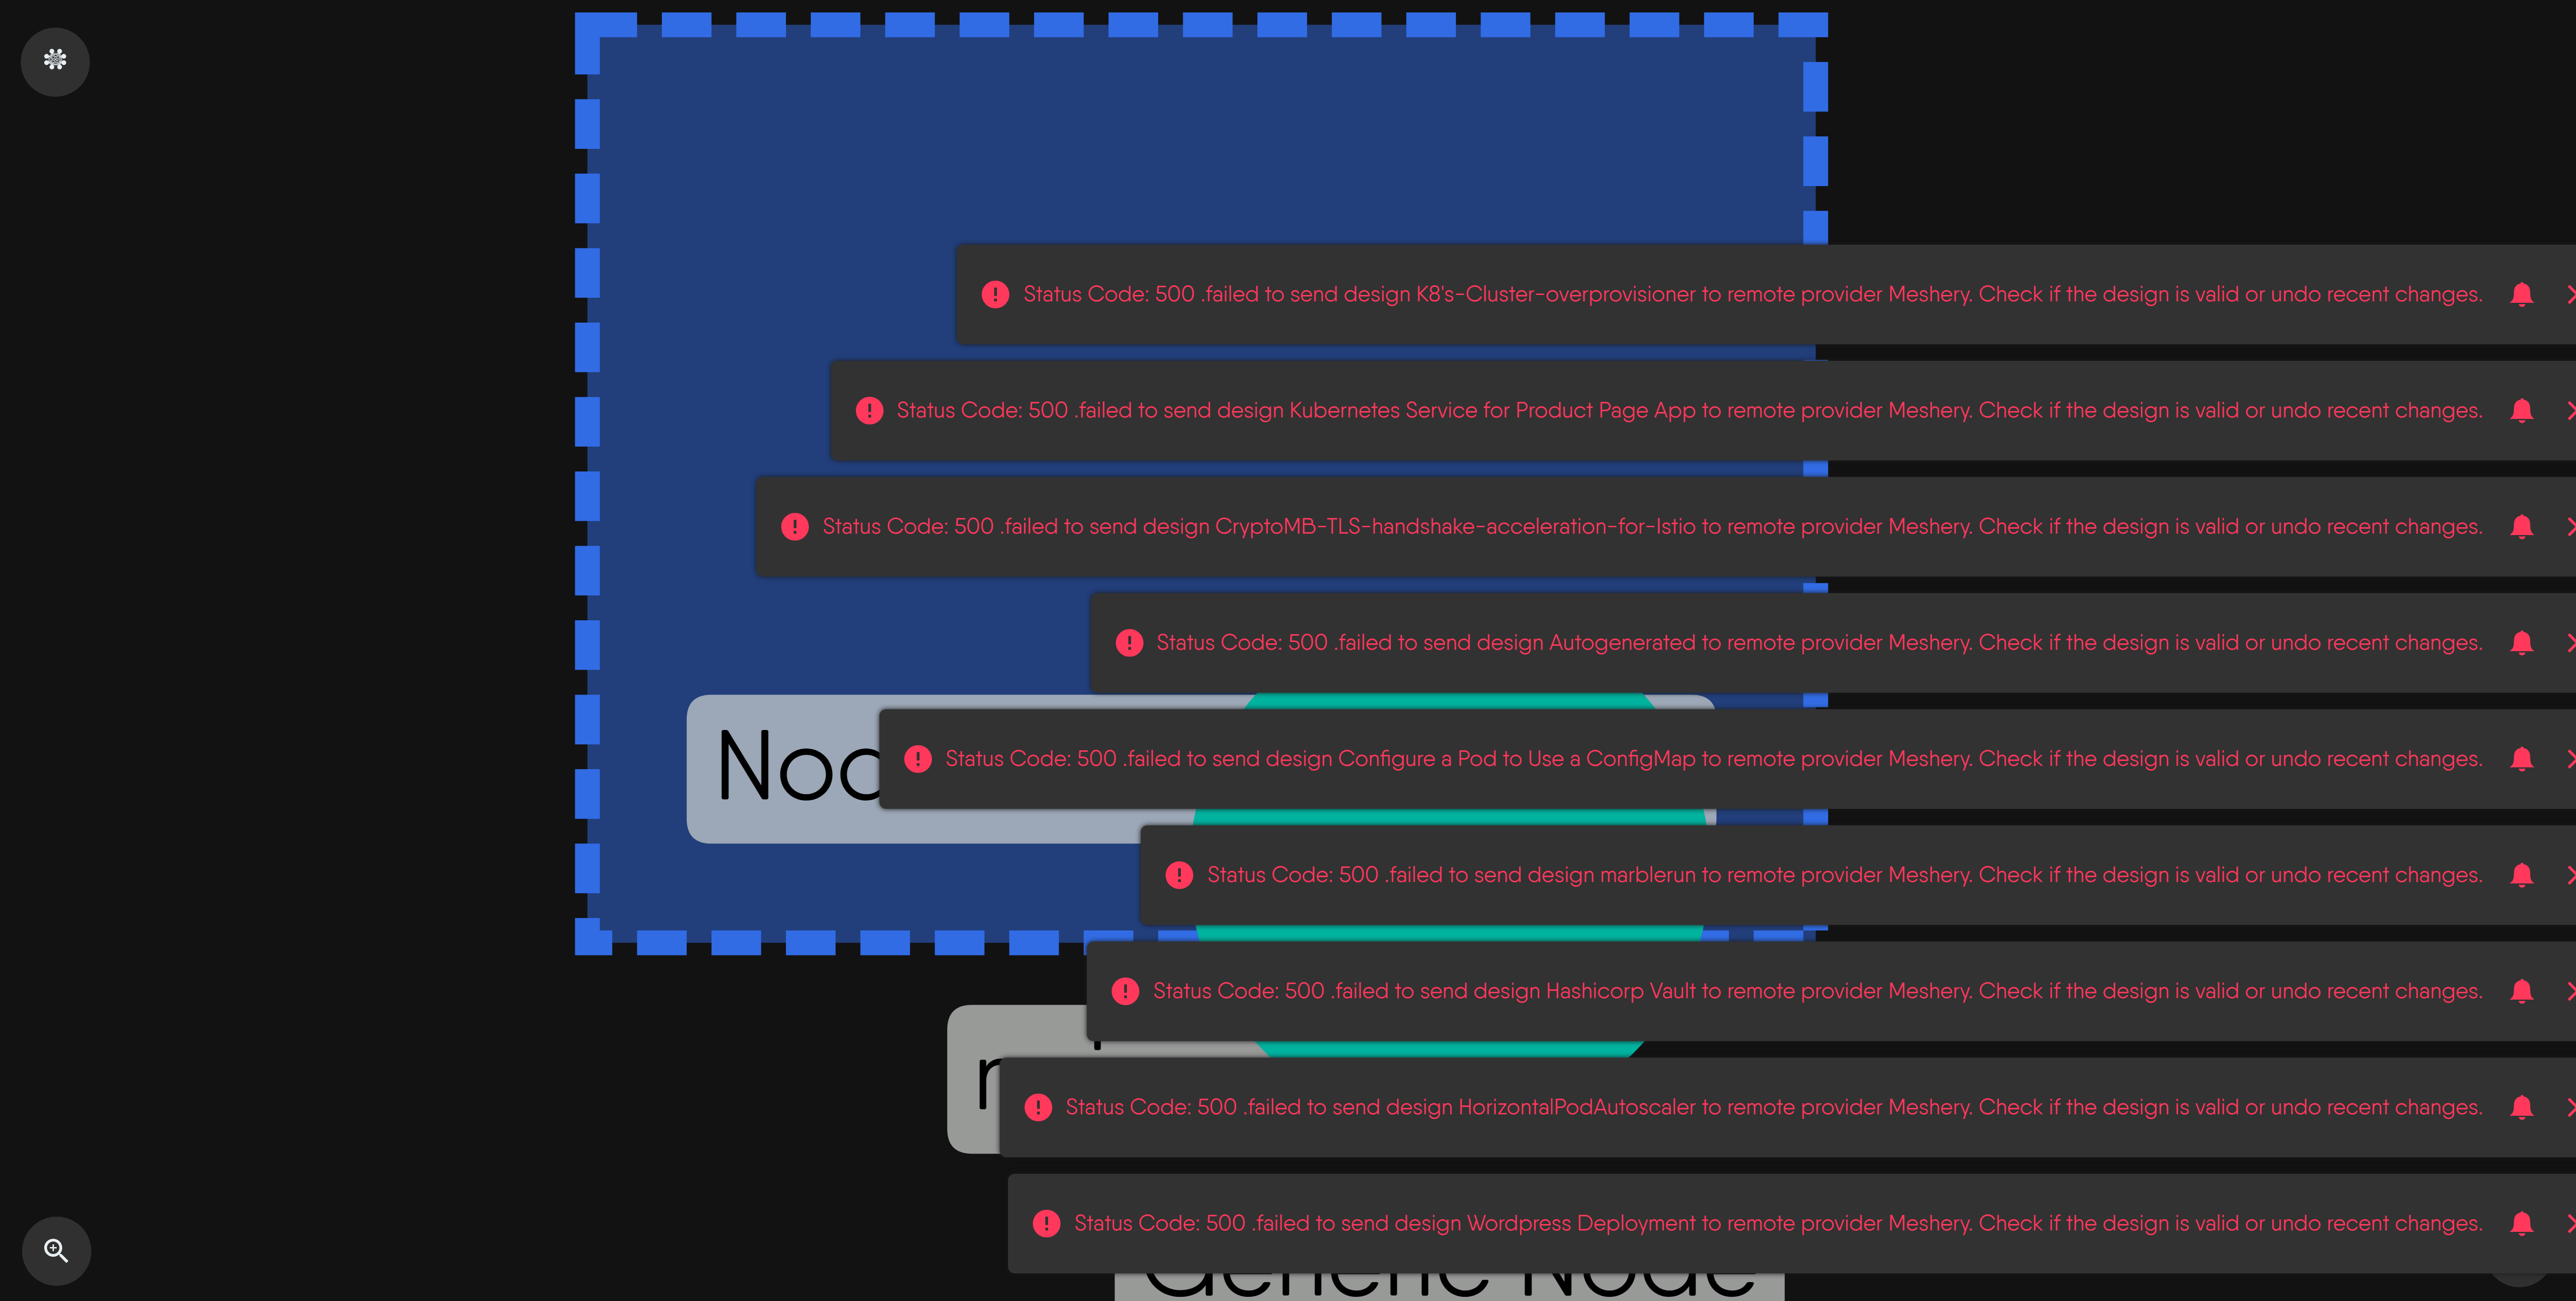 Status Code: 500 .failed to send design K8's-Cluster-overprovisioner to remote provider Meshery. Check if the design is valid or undo recent changes.
Status Code: 500 .failed to send design Kubernetes Service for Product Page App to remote provider Meshery. Check if the design is valid or undo recent changes.
Status Code: 500 .failed to send design CryptoMB-TLS-handshake-acceleration-for-Istio to remote provider Meshery. Check if the design is valid or undo recent changes.
Status Code: 500 .failed to send design Autogenerated to remote provider Meshery. Check if the design is valid or undo recent changes.
Status Code: 500 .failed to send design Configure a Pod to Use a ConfigMap to remote provider Meshery. Check if the design is valid or undo recent changes.
Status Code: 500 .failed to send design marblerun to remote provider Meshery. Check if the design is valid or undo recent changes.
Status Code: 500 .failed to send design Hashicorp Vault to remote provider Meshery. Check if the design is valid or undo recent changes.
Status Code: 500 .failed to send design HorizontalPodAutoscaler to remote provider Meshery. Check if the design is valid or undo recent changes.
Status Code: 500 .failed to send design Wordpress Deployment to remote provider Meshery. Check if the design is valid or undo recent changes.
Generic Node